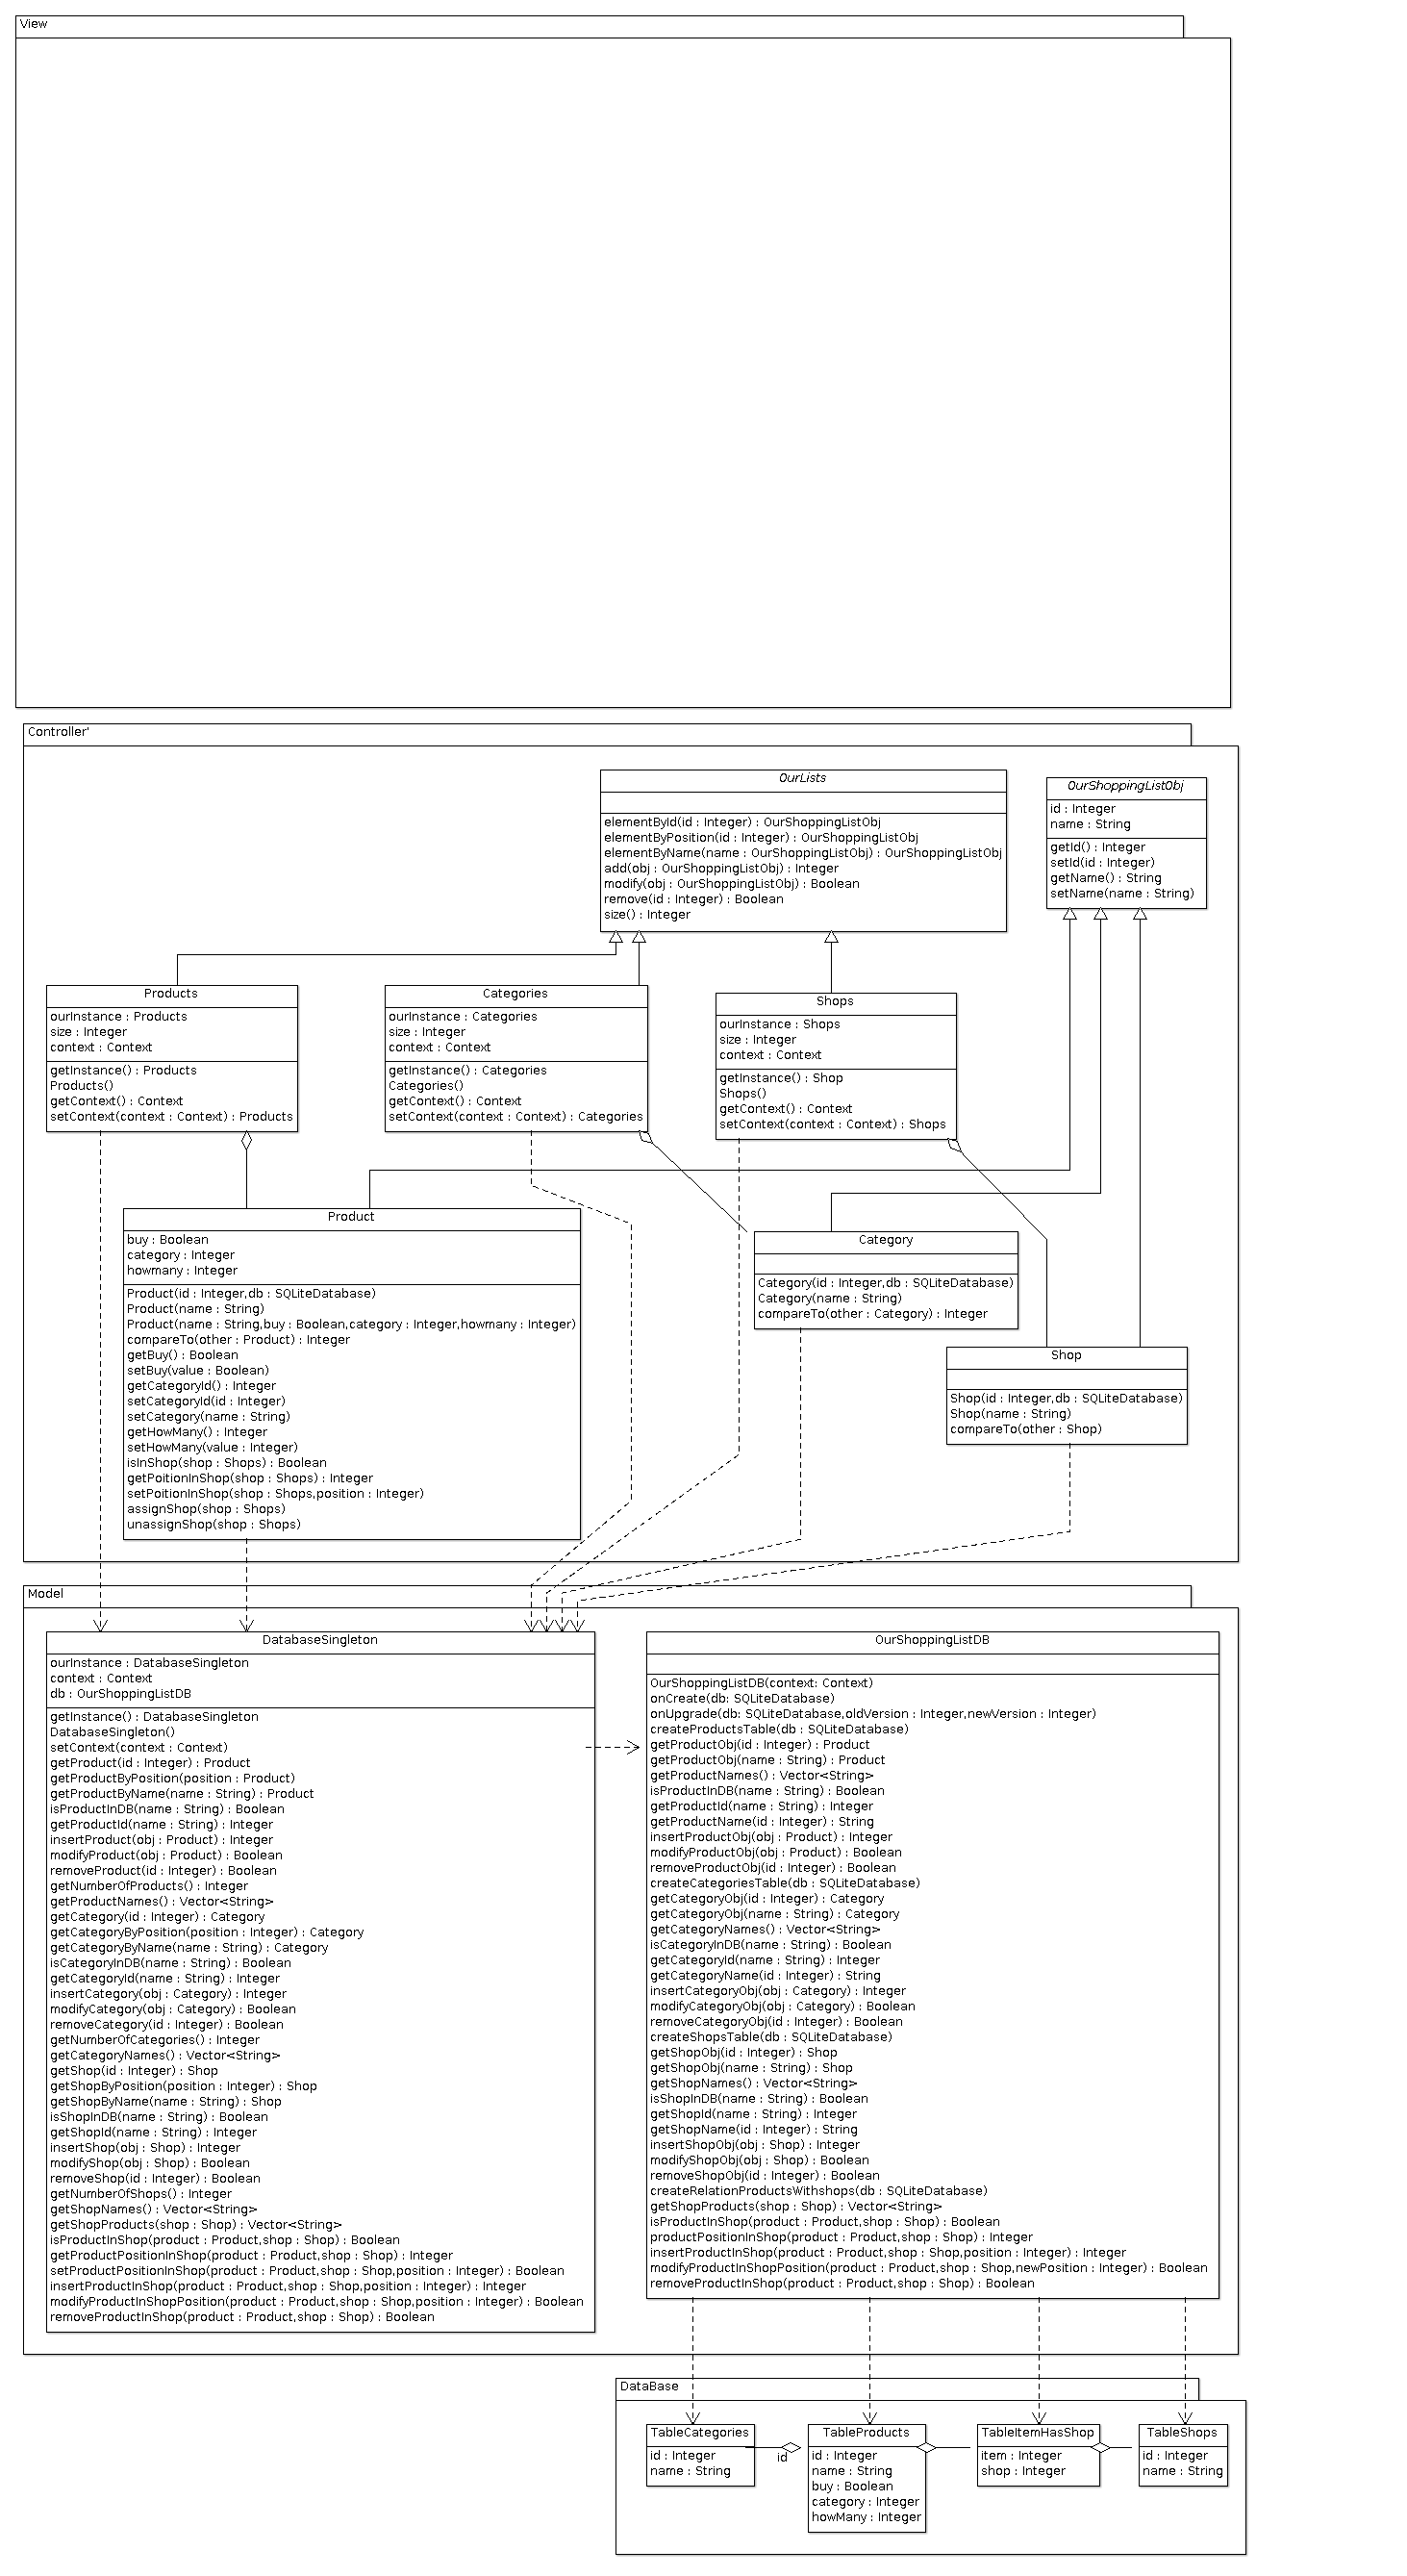 View
Controller'
OurLists
elementById(id : Integer) : OurShoppingListObj
elementByPosition(id : Integer) : OurShoppingListObj
elementByName(name : OurShoppingListObj) : OurShoppingListObj
add(obj : OurShoppingListObj) : Integer
modify(obj : OurShoppingListObj) : Boolean
remove(id : Integer) : Boolean
size() : Integer
OurShoppingListObj
id : Integer
name : String
getId() : Integer
setId(id : Integer)
getName() : String
setName(name : String)
Products
ourInstance : Products
size : Integer
context : Context
getInstance() : Products
Products()
getContext() : Context
setContext(context : Context) : Products
Categories
ourInstance : Categories
size : Integer
context : Context
getInstance() : Categories
Categories()
getContext() : Context
setContext(context : Context) : Categories
Shops
ourInstance : Shops
size : Integer
context : Context
getInstance() : Shop
Shops()
getContext() : Context
setContext(context : Context) : Shops
Product
buy : Boolean
category : Integer
howmany : Integer
Product(id : Integer,db : SQLiteDatabase)
Product(name : String)
Product(name : String,buy : Boolean,category : Integer,howmany : Integer)
compareTo(other : Product) : Integer
getBuy() : Boolean
setBuy(value : Boolean)
getCategoryId() : Integer
setCategoryId(id : Integer)
setCategory(name : String)
getHowMany() : Integer
setHowMany(value : Integer)
isInShop(shop : Shops) : Boolean
getPoitionInShop(shop : Shops) : Integer
setPoitionInShop(shop : Shops,position : Integer)
assignShop(shop : Shops)
unassignShop(shop : Shops)
Category
Category(id : Integer,db : SQLiteDatabase)
Category(name : String)
compareTo(other : Category) : Integer
Shop
Shop(id : Integer,db : SQLiteDatabase)
Shop(name : String)
compareTo(other : Shop)
Model
DatabaseSingleton
ourInstance : DatabaseSingleton
context : Context
db : OurShoppingListDB
getInstance() : DatabaseSingleton
DatabaseSingleton()
setContext(context : Context)
getProduct(id : Integer) : Product
getProductByPosition(position : Product)
getProductByName(name : String) : Product
isProductInDB(name : String) : Boolean
getProductId(name : String) : Integer
insertProduct(obj : Product) : Integer
modifyProduct(obj : Product) : Boolean
removeProduct(id : Integer) : Boolean
getNumberOfProducts() : Integer
getProductNames() : Vector<String>
getCategory(id : Integer) : Category
getCategoryByPosition(position : Integer) : Category
getCategoryByName(name : String) : Category
isCategoryInDB(name : String) : Boolean
getCategoryId(name : String) : Integer
insertCategory(obj : Category) : Integer
modifyCategory(obj : Category) : Boolean
removeCategory(id : Integer) : Boolean
getNumberOfCategories() : Integer
getCategoryNames() : Vector<String>
getShop(id : Integer) : Shop
getShopByPosition(position : Integer) : Shop
getShopByName(name : String) : Shop
isShopInDB(name : String) : Boolean
getShopId(name : String) : Integer
insertShop(obj : Shop) : Integer
modifyShop(obj : Shop) : Boolean
removeShop(id : Integer) : Boolean
getNumberOfShops() : Integer
getShopNames() : Vector<String>
getShopProducts(shop : Shop) : Vector<String>
isProductInShop(product : Product,shop : Shop) : Boolean
getProductPositionInShop(product : Product,shop : Shop) : Integer
setProductPositionInShop(product : Product,shop : Shop,position : Integer) : Boolean
insertProductInShop(product : Product,shop : Shop,position : Integer) : Integer
modifyProductInShopPosition(product : Product,shop : Shop,position : Integer) : Boolean
removeProductInShop(product : Product,shop : Shop) : Boolean
OurShoppingListDB
OurShoppingListDB(context: Context)
onCreate(db: SQLiteDatabase)
onUpgrade(db: SQLiteDatabase,oldVersion : Integer,newVersion : Integer)
createProductsTable(db : SQLiteDatabase)
getProductObj(id : Integer) : Product
getProductObj(name : String) : Product
getProductNames() : Vector<String>
isProductInDB(name : String) : Boolean
getProductId(name : String) : Integer
getProductName(id : Integer) : String
insertProductObj(obj : Product) : Integer
modifyProductObj(obj : Product) : Boolean
removeProductObj(id : Integer) : Boolean
createCategoriesTable(db : SQLiteDatabase)
getCategoryObj(id : Integer) : Category
getCategoryObj(name : String) : Category
getCategoryNames() : Vector<String>
isCategoryInDB(name : String) : Boolean
getCategoryId(name : String) : Integer
getCategoryName(id : Integer) : String
insertCategoryObj(obj : Category) : Integer
modifyCategoryObj(obj : Category) : Boolean
removeCategoryObj(id : Integer) : Boolean
createShopsTable(db : SQLiteDatabase)
getShopObj(id : Integer) : Shop
getShopObj(name : String) : Shop
getShopNames() : Vector<String>
isShopInDB(name : String) : Boolean
getShopId(name : String) : Integer
getShopName(id : Integer) : String
insertShopObj(obj : Shop) : Integer
modifyShopObj(obj : Shop) : Boolean
removeShopObj(id : Integer) : Boolean
createRelationProductsWithshops(db : SQLiteDatabase)
getShopProducts(shop : Shop) : Vector<String>
isProductInShop(product : Product,shop : Shop) : Boolean
productPositionInShop(product : Product,shop : Shop) : Integer
insertProductInShop(product : Product,shop : Shop,position : Integer) : Integer
modifyProductInShopPosition(product : Product,shop : Shop,newPosition : Integer) : Boolean
removeProductInShop(product : Product,shop : Shop) : Boolean
DataBase
TableCategories
id : Integer
name : String
id
TableProducts
id : Integer
name : String
buy : Boolean
category : Integer
howMany : Integer
TableItemHasShop
item : Integer
shop : Integer
TableShops
id : Integer
name : String